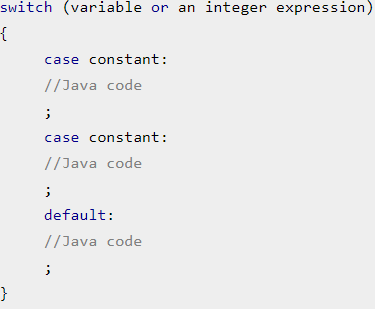 switch (variable or an integer expression)
{
case constant:
//Java code
;
case constant:
//Java code
;
default:
//Java code
;
}